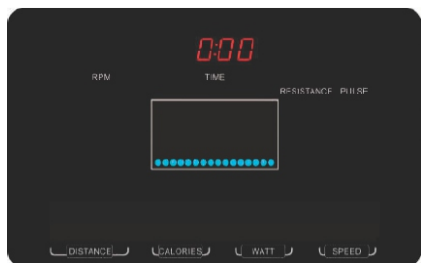 0:00
RPM TIME
RESISTANCE PULSE
DISTANCE CALORIES WATT SPEED